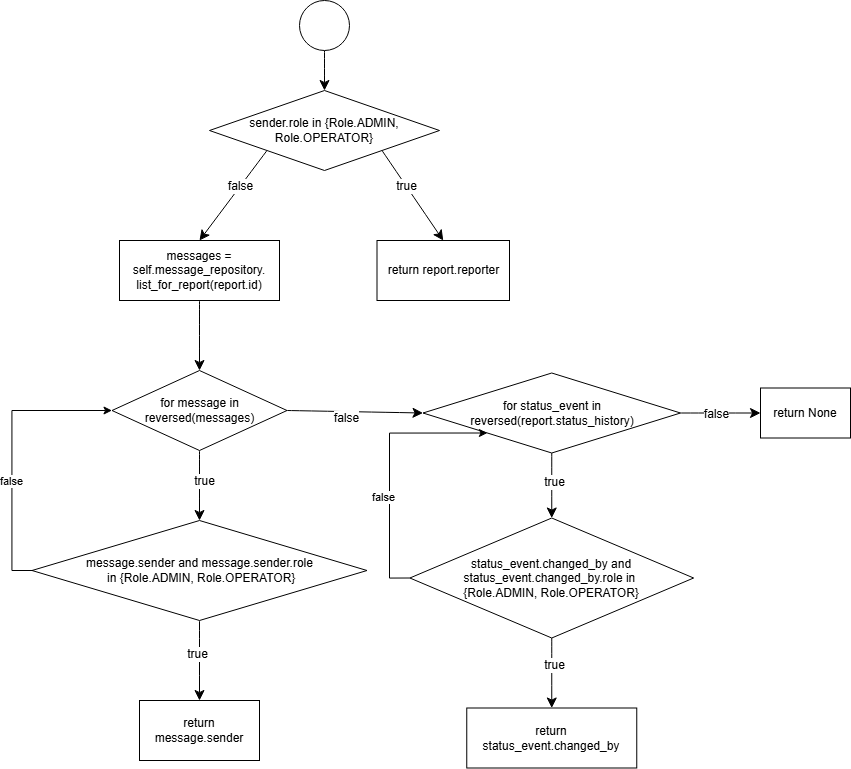 sender.role in {Role.ADMIN,
Role.OPERATOR}
false
true
messages =
self.message_repository.
list_for_report(report.id)
return report.reporter
for message in
reversed(messages)
false
for status_event in
reversed(report.status_history)
false
return None
false
true
true
false
message.sender and message.sender.role
in {Role.ADMIN, Role.OPERATOR}
status_event.changed_by and
status_event.changed_by.role in
{Role.ADMIN, Role.OPERATOR}
true
true
return
message.sender
return
status_event.changed_by